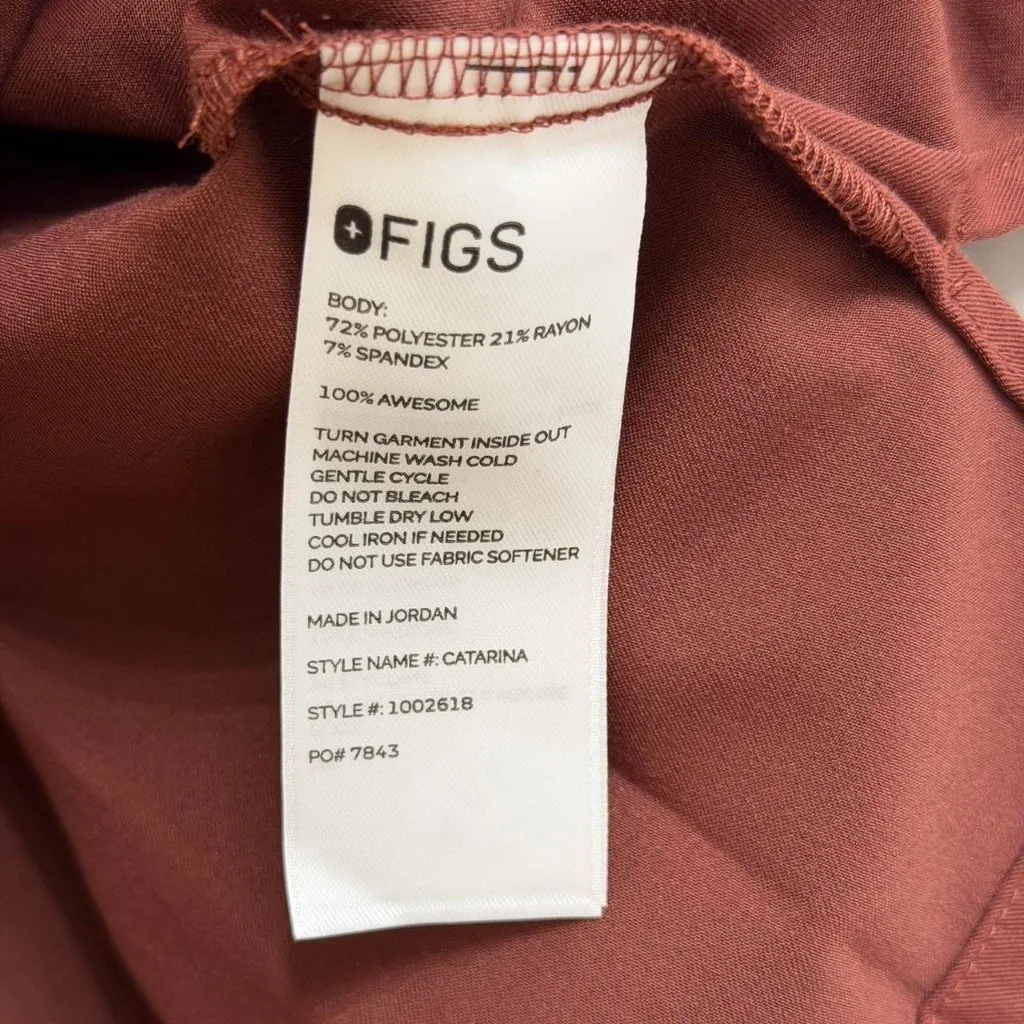 FIGS
BODY:
72% POLYESTER 21% RAYON
7% SPANDEX
100% AWESOME
TURN GARMENT INSIDE OUT
MACHINE WASH COLD
GENTLE CYCLE
DO NOT BLEACH
TUMBLE DRY LOW
COOL IRON IF NEEDED
DO NOT USE FABRIC SOFTENER
MADE IN JORDAN
STYLE NAME #: CATARINA
STYLE #: 1002618
PO# 7843